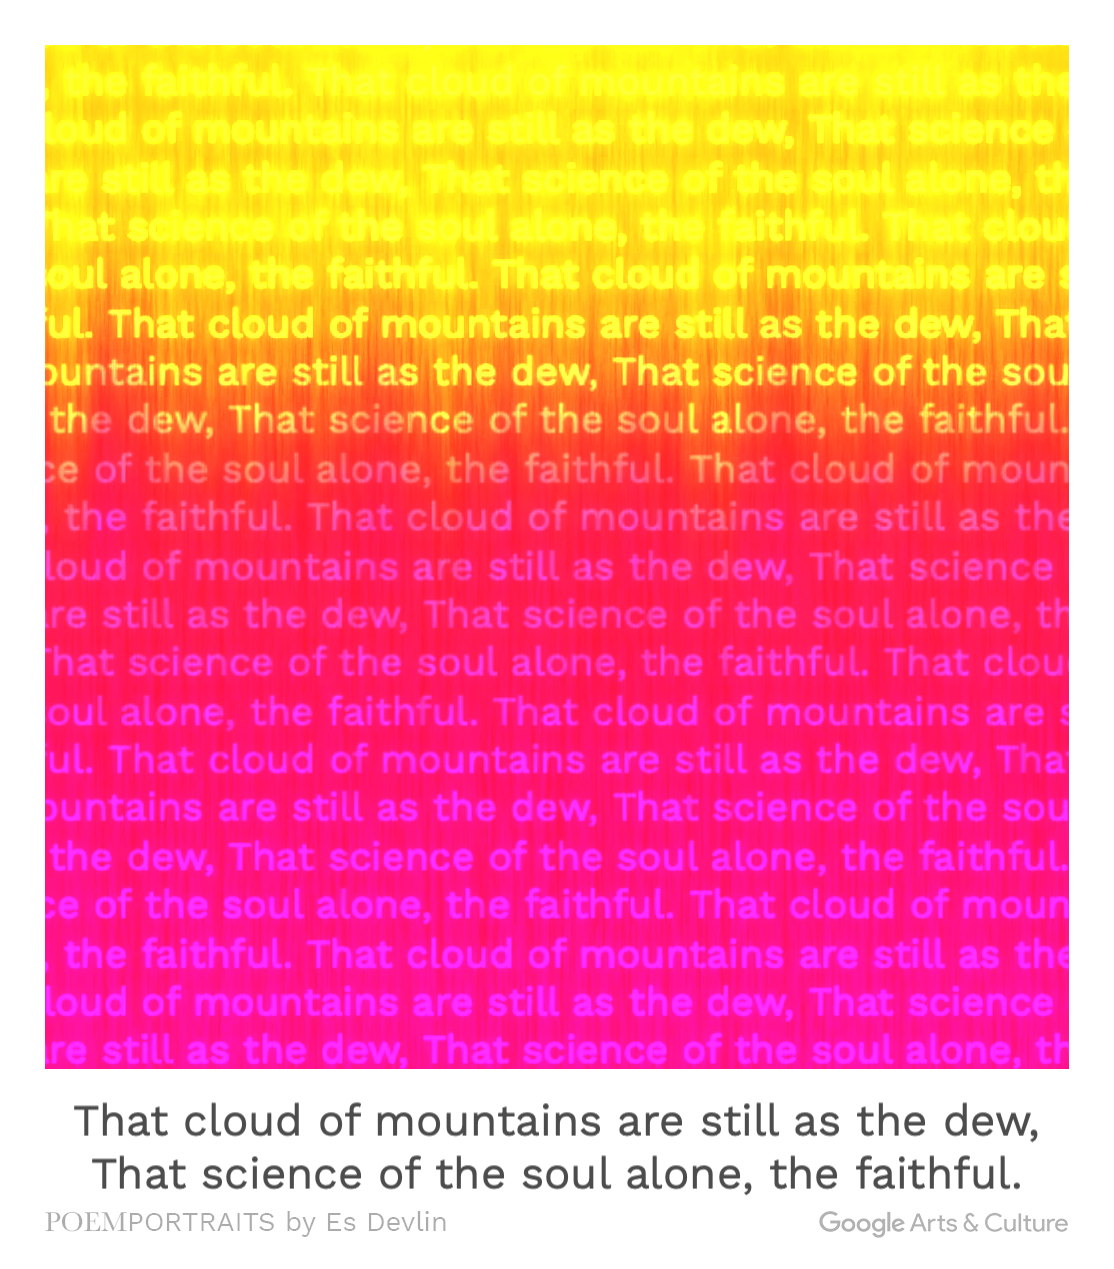 , the faithful. That cloud of mountains are still as the
loud of mountains are still as the dew, That science
re still as the dew, That science of the soul alone, th
That science of the soul alone, the faithful. That clou
oul alone, the faithful. That cloud of mountains are s
ful. That cloud of mountains are still as the dew, That
ountains are still as the dew, That science of the sou
the dew, That science of the soul alone, the faithful.
ce of the soul alone, the faithful. That cloud of moun
, the faithful. That cloud of mountains are still as the
loud of mountains are still as the dew, That science
re still as the dew, That science of the soul alone, th
That science of the soul alone, the faithful. That clou
oul alone, the faithful. That cloud of mountains are s
ful. That cloud of mountains are still as the dew, That
ountains are still as the dew, That science of the sou
the dew, That science of the soul alone, the faithful.
ce of the soul alone, the faithful. That cloud of moun
, the faithful. That cloud of mountains are still as the
loud of mountains are still as the dew, That science
re still as the dew, That science of the soul alone, th
That cloud of mountains are still as the dew,
That science of the soul alone, the faithful.
POEMPORTRAITS by Es Devlin
Google Arts & Culture